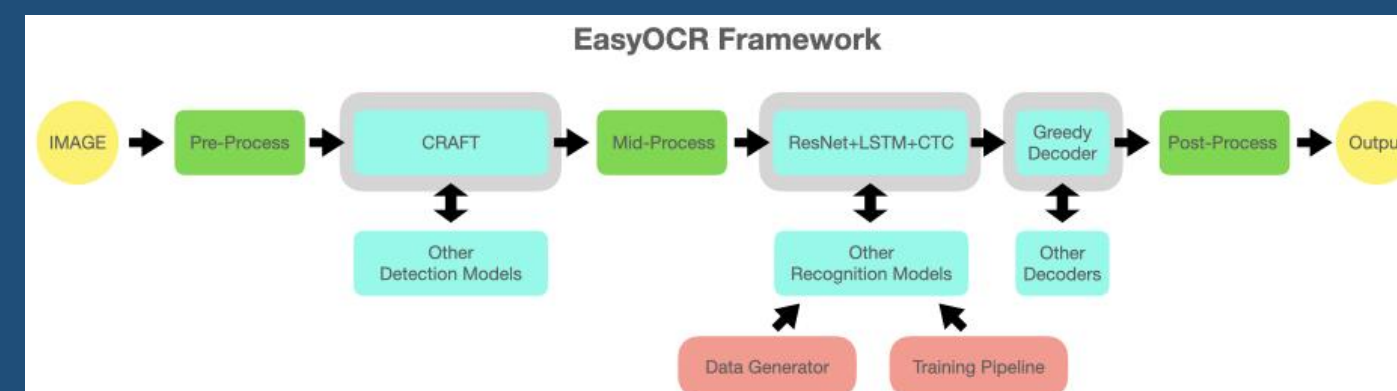 EasyOCR Framework
IMAGE
Pre-Process
CRAFT
Mid-Process
ResNet+LSTM+CTC
Greedy
Decoder
Post-Process
Outpu
Other
Detection Models
Other
Recognition Models
Other
Decoders
Data Generator
Training Pipeline